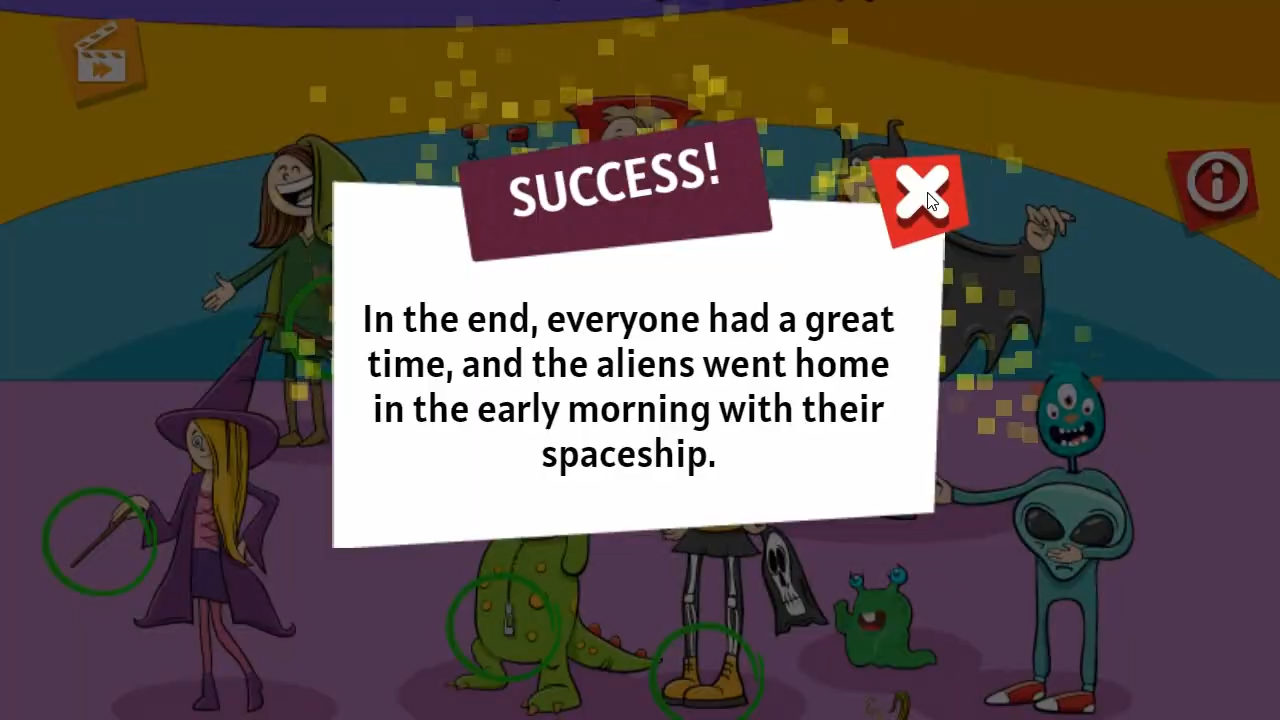 SUCCESS!
In the end, everyone had a great
time, and the aliens went home
in the early morning with their
spaceship.